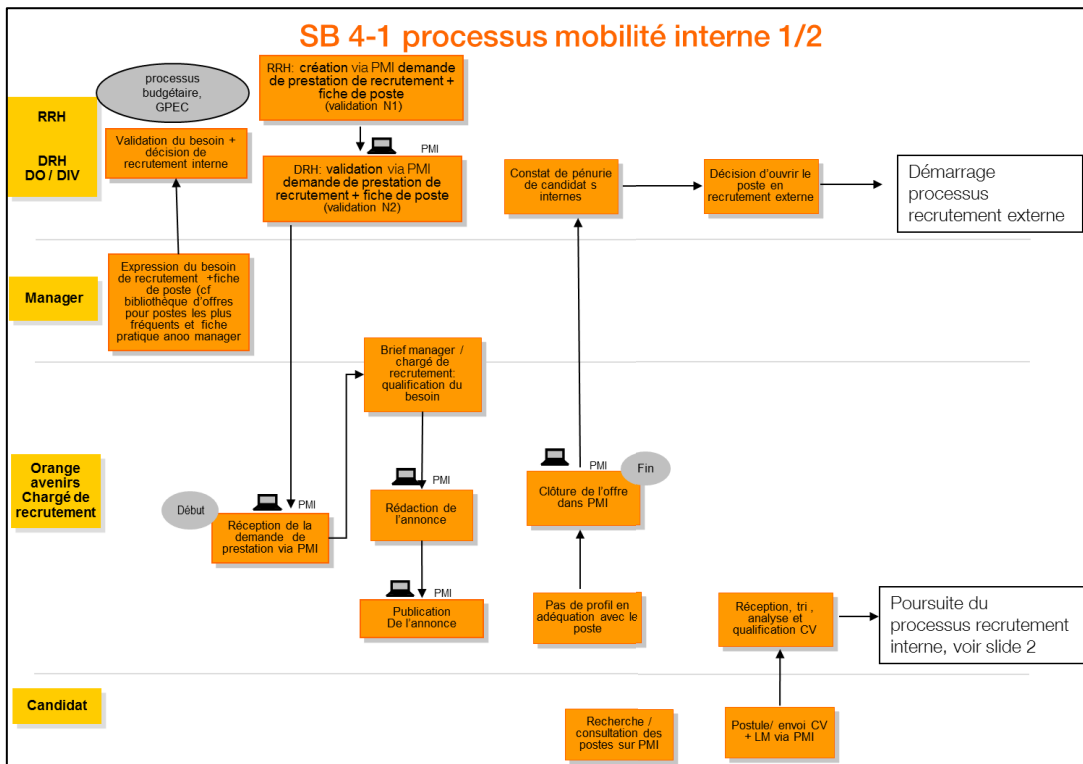 SB 4-1 processus mobilité interne 1/2
RRH
DRH
DO / DIV
processus
budgétaire,
GPEC
Validation du besoin +
décision de
recrutement interne
RRH: création via PMI demande
de prestation de recrutement +
fiche de poste
(validation N1)
PMI
DRH: validation via PMI
demande de prestation de
recrutement + fiche de poste
(validation N2)
Constat de pénurie
de candidat s
internes
Décision d'ouvrir le
poste en
recrutement externe
Démarrage
processus
recrutement externe
Manager
Expression du besoin
de recrutement +fiche
de poste (cf
bibliothèque d'offres
pour postes les plus
fréquents et fiche
pratique anoo manager
Orange
avenirs
Chargé de
recrutement
Brief manager /
chargé de
recrutement:
qualification du
besoin
Début
PMI
Réception de la
demande de
prestation via PMI
PMI
Rédaction de
l'annonce
PMI
Publication
De l'annonce
PMI
Fin
Clôture de l'offre
dans PMI
Pas de profil en
adéquation avec le
poste
Réception, tri ,
analyse et
qualification CV
Poursuite du
processus recrutement
interne, voir slide 2
Candidat
Recherche /
consultation des
postes sur PMI
Postule/ envoi CV
+ LM via PMI